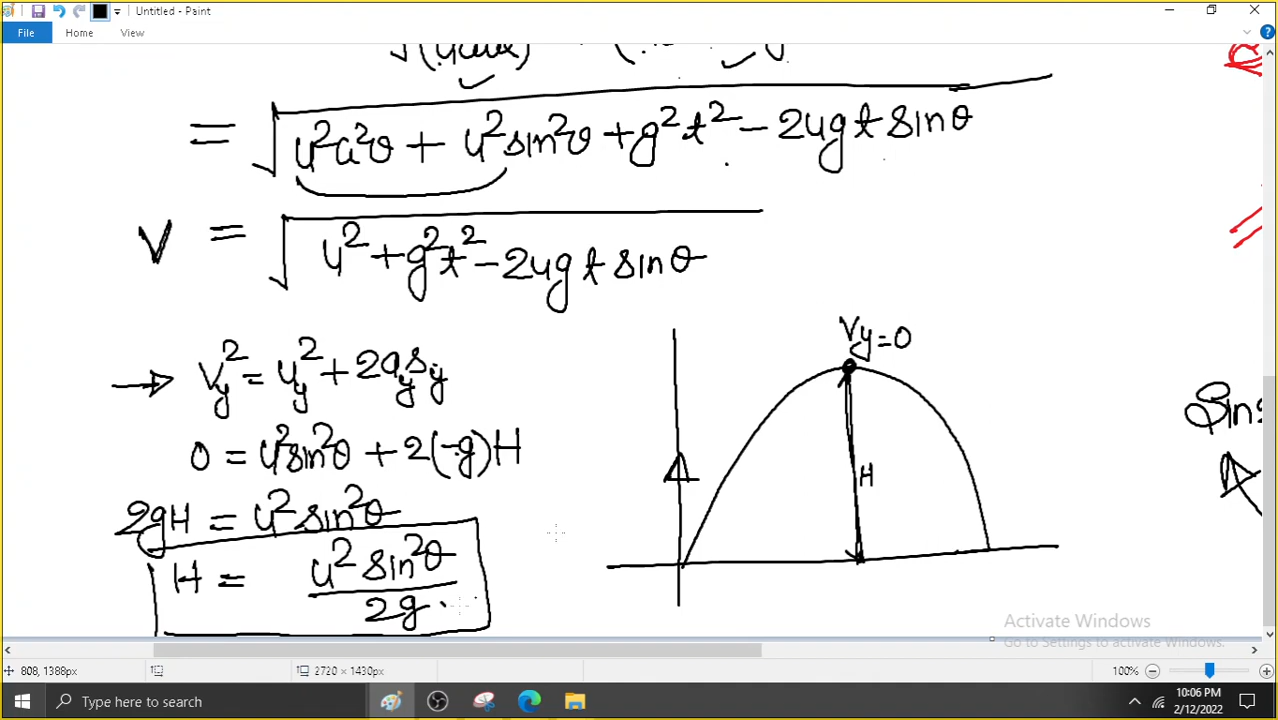 Untitled - Paint
File Home View
= √u²cos²θ + u²sin²θ + g²t² - 2ugt sinθ
V = √u² + g²t² - 2ugt sinθ
Vy = 0
→ Vy² = uy² + 2ay sy
0 = u²sin²θ + 2(-g)H
H
2gH = u²sin²θ
H = u² sin²θ / 2g
Activate Windows
Go to Settings to activate Windows.
808, 1388px
2720 × 1430px
100%
Type here to search
10:06 PM
2/12/2022